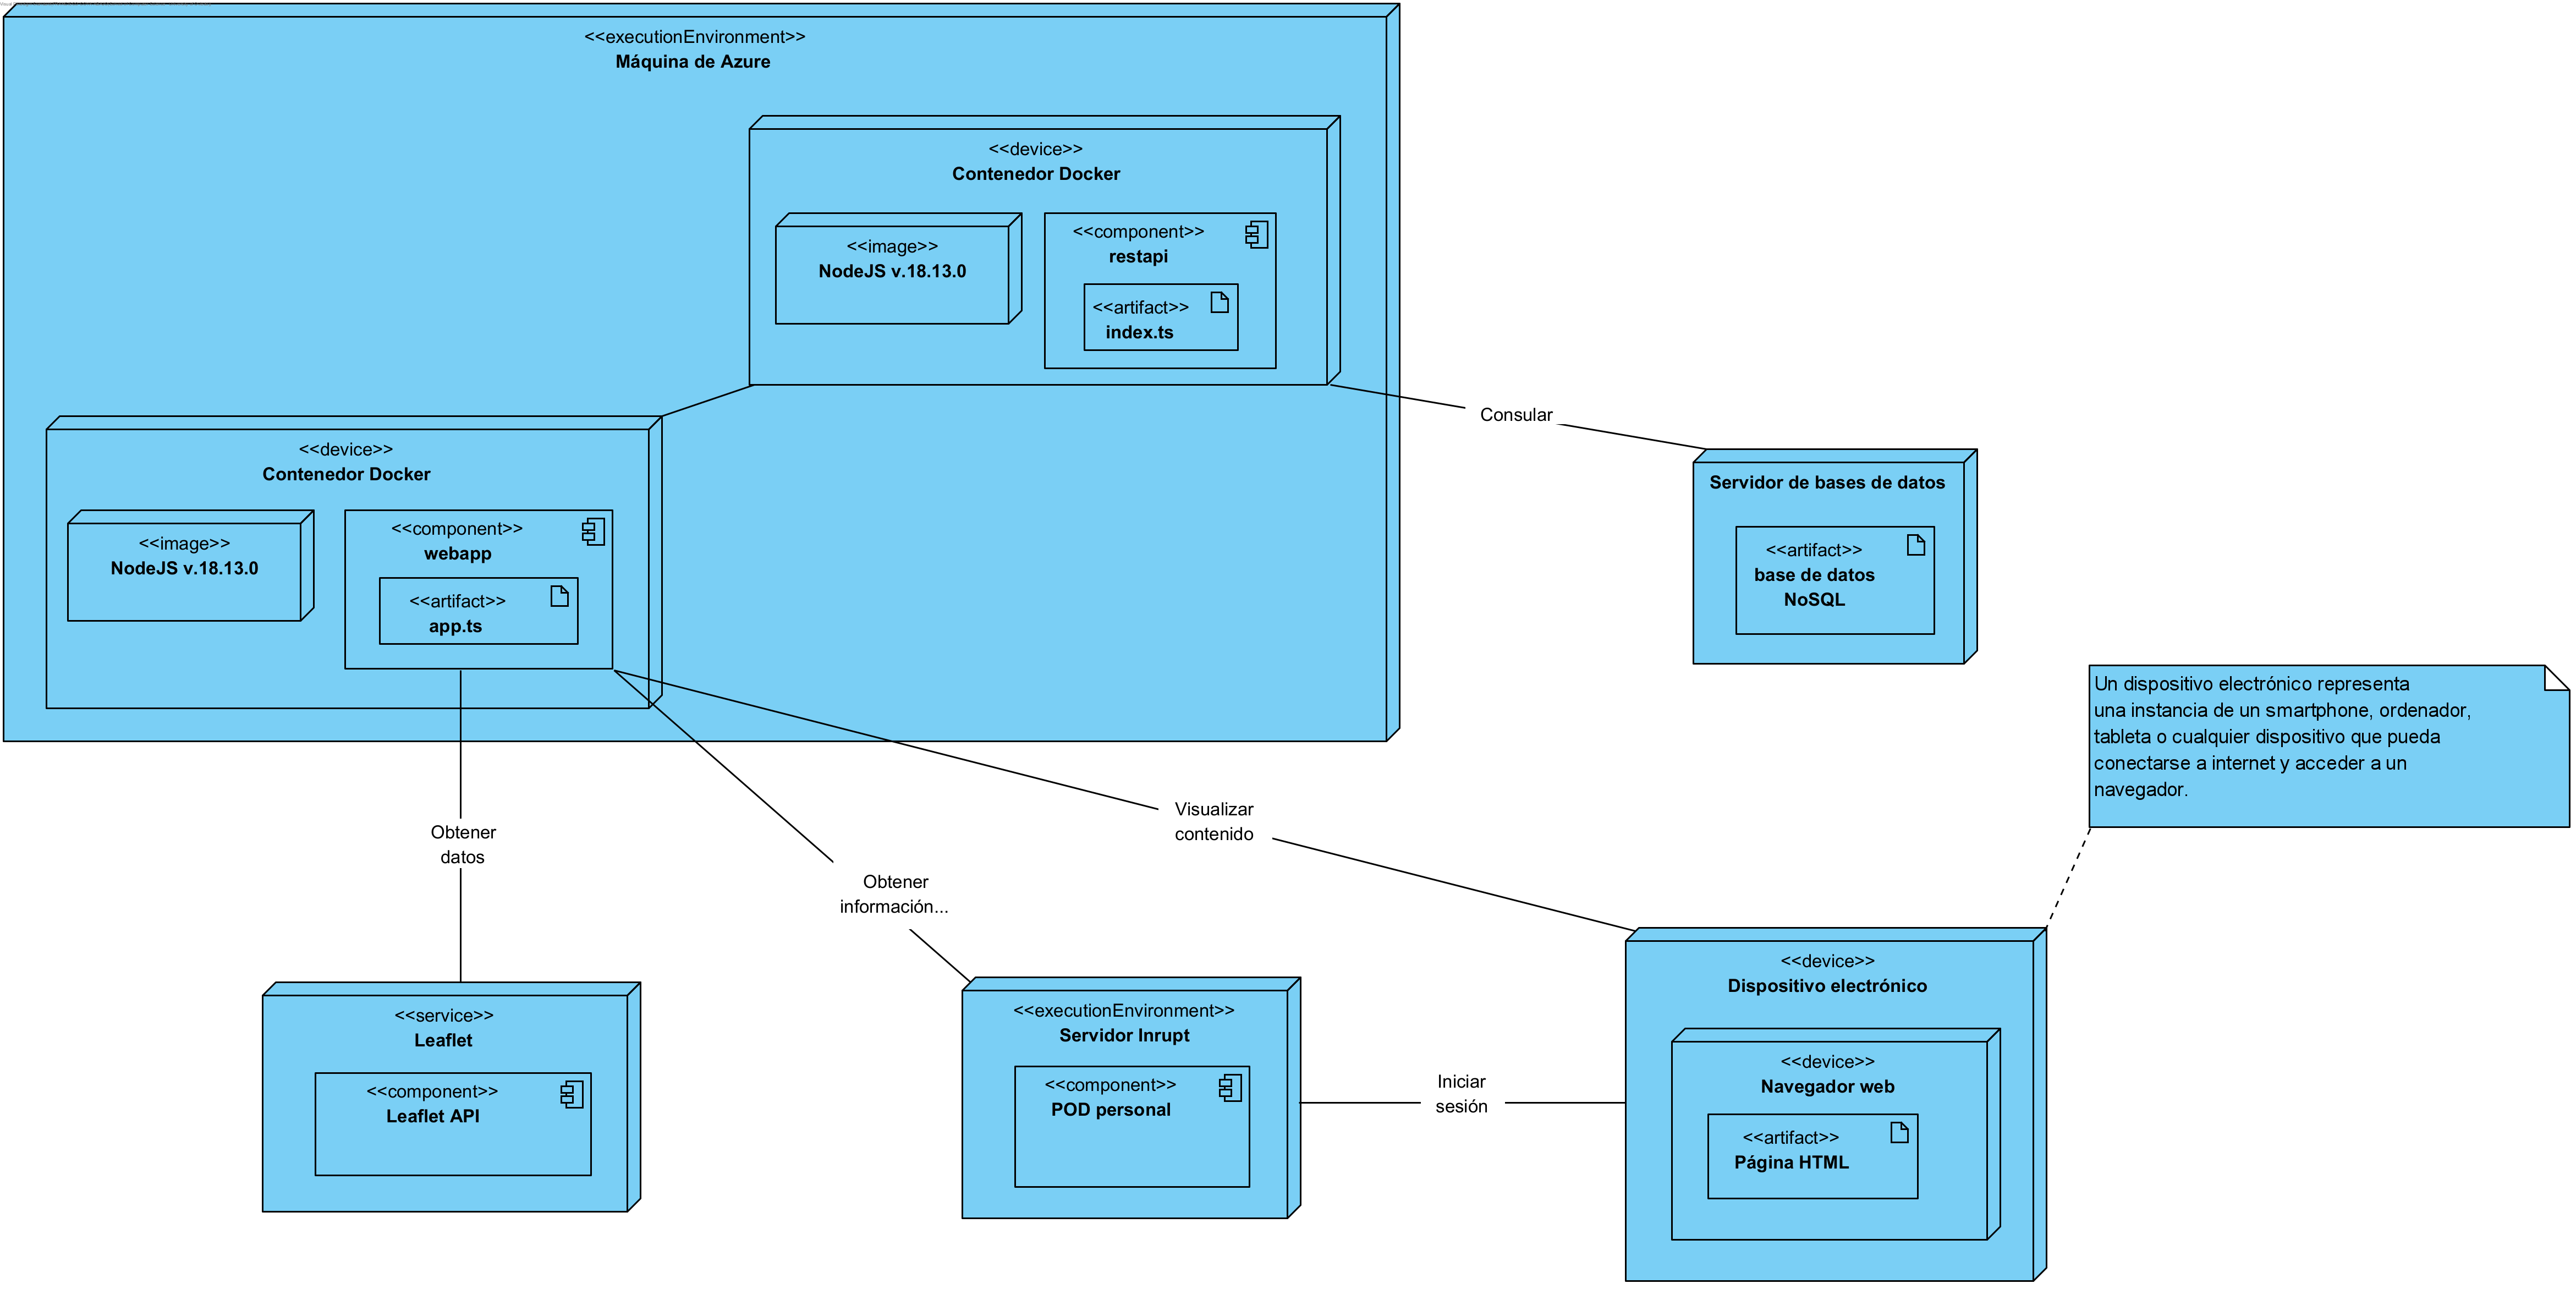 <<executionEnvironment>>
Máquina de Azure
<<device>>
Contenedor Docker
<<image>>
NodeJS v.18.13.0
<<component>>
restapi
<<artifact>>
index.ts
<<device>>
Contenedor Docker
<<image>>
NodeJS v.18.13.0
<<component>>
webapp
<<artifact>>
app.ts
Consular
Servidor de bases de datos
<<artifact>>
base de datos
NoSQL
Un dispositivo electrónico representa
una instancia de un smartphone, ordenador,
tableta o cualquier dispositivo que pueda
conectarse a internet y acceder a un
navegador.
Obtener
datos
Obtener
información...
Visualizar
contenido
<<service>>
Leaflet
<<component>>
Leaflet API
<<executionEnvironment>>
Servidor Inrupt
<<component>>
POD personal
Iniciar
sesión
<<device>>
Dispositivo electrónico
<<device>>
Navegador web
<<artifact>>
Página HTML